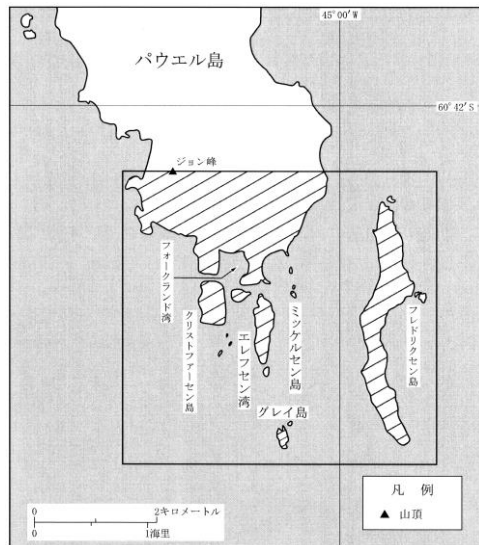 45°00′W
パウエル島
60°42′S
ジョン峰
フォークランド湾
クリストファーセン島
エレフセン湾
ミッケルセン島
フレドリクセン島
グレイ島
凡 例
▲ 山頂
0 2キロメートル
0 1海里